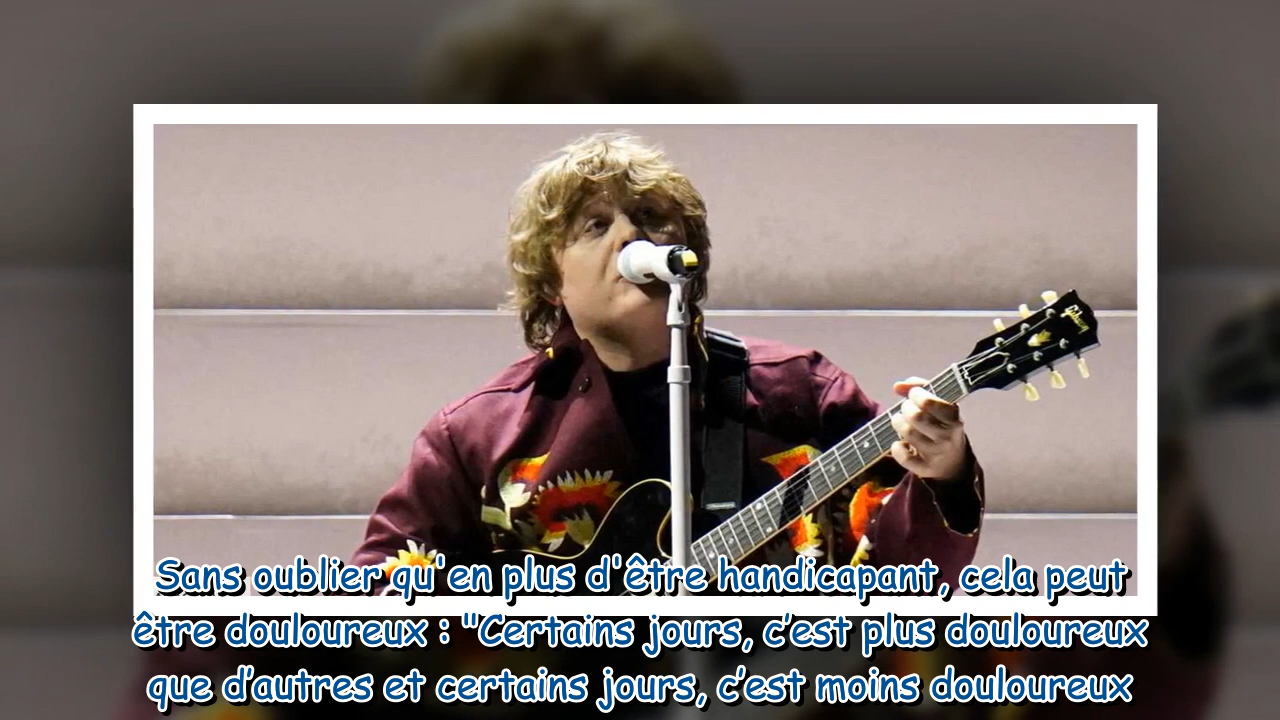 Gibson
Sans oublier qu'en plus d'être handicapant, cela peut
être douloureux : "Certains jours, c’est plus douloureux
que d’autres et certains jours, c’est moins douloureux